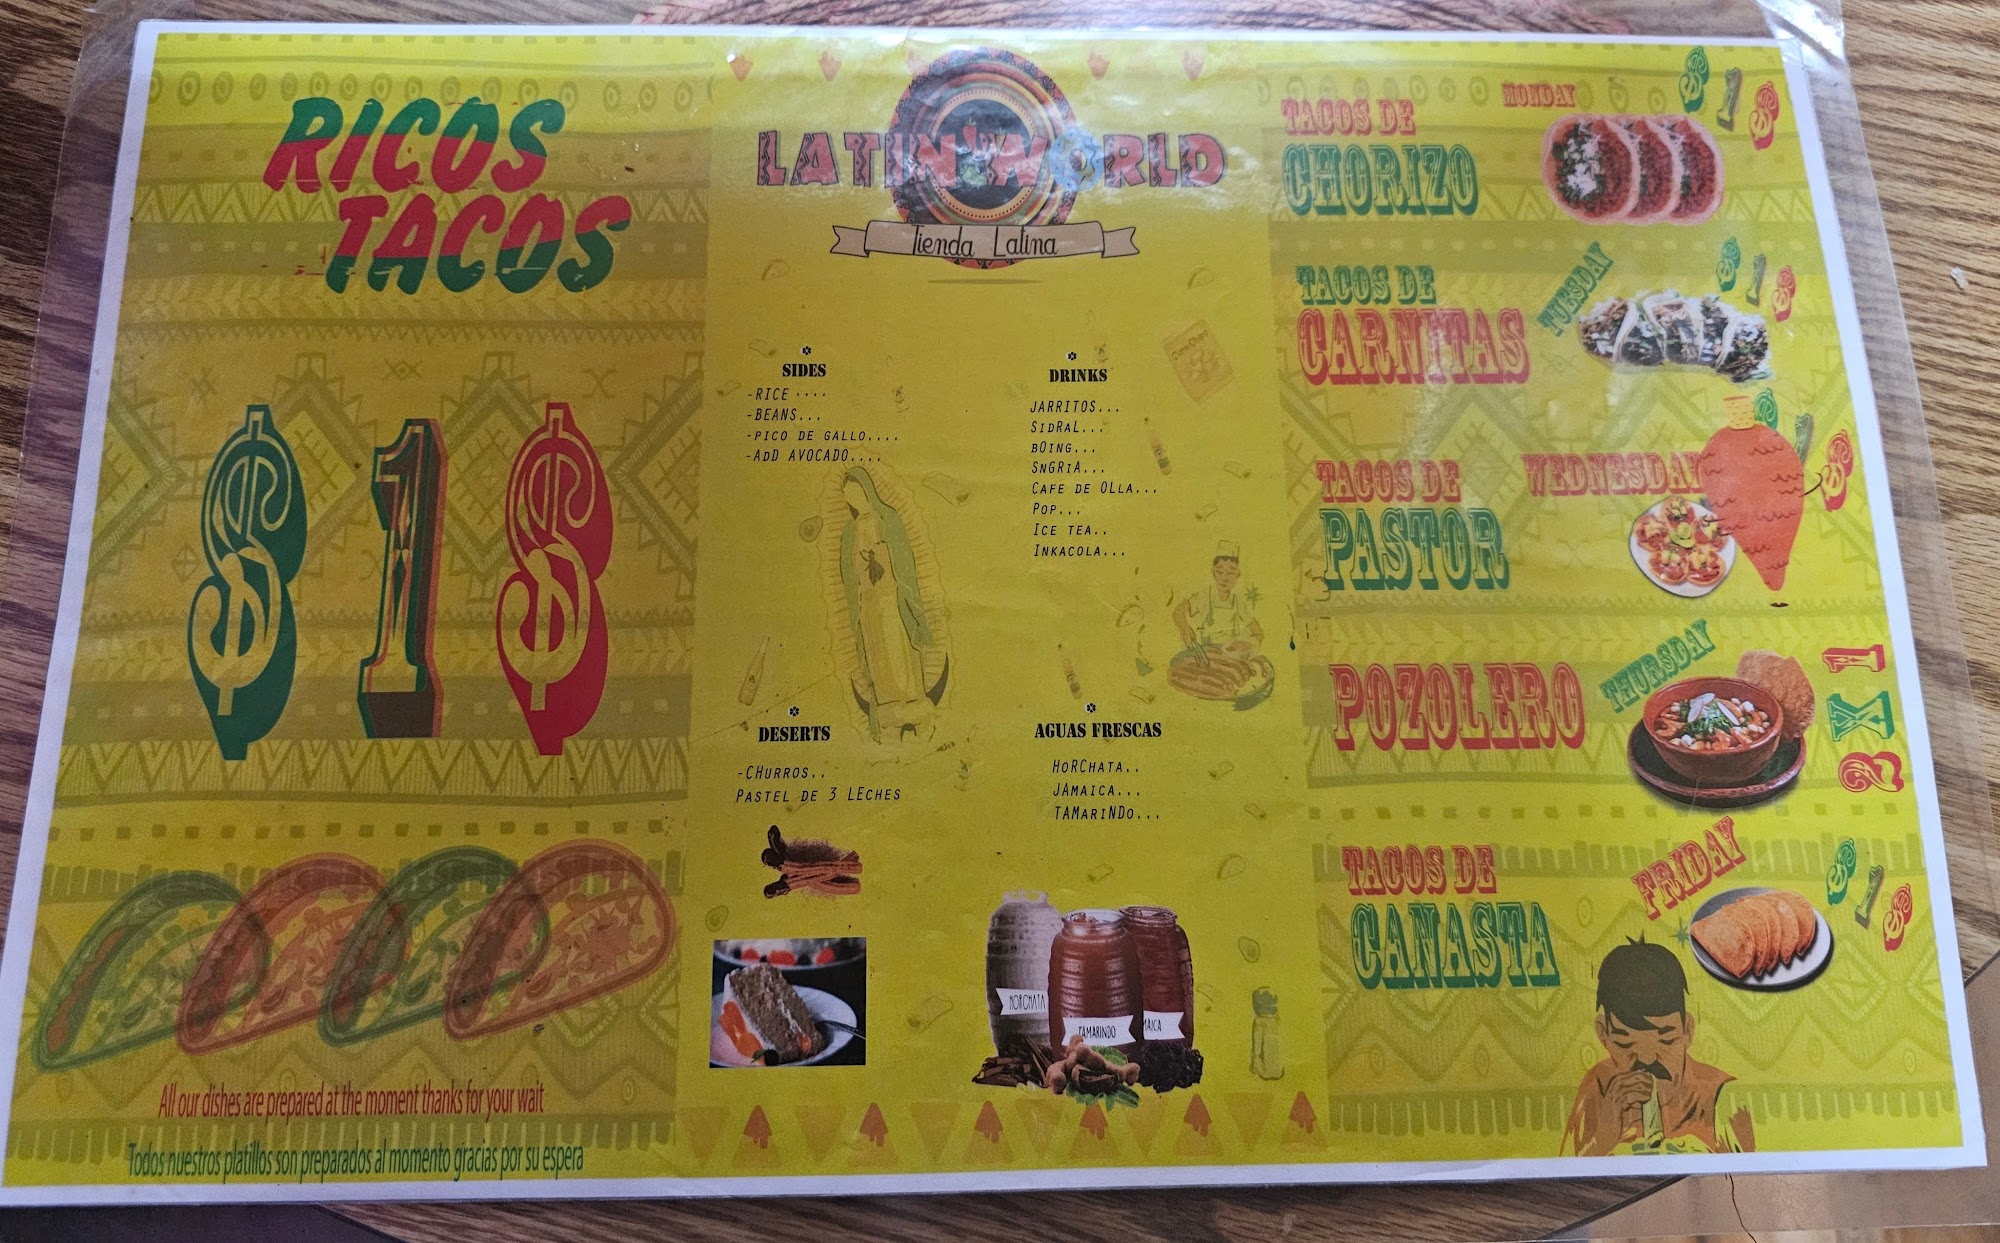 RICOS
TACOS
$1$
All our dishes are prepared at the moment thanks for your wait
Todos nuestros platillos son preparados al momento gracias por su espera
LATIN'WORLD
Tienda Latina
SIDES
-RICE ....
-BEANS...
-PICO DE GALLO....
-ADD AVOCADO....
DRINKS
JARRITOS...
SIDRAL...
BOING...
SNGRIA...
CAFE DE OLLA...
POP...
ICE TEA..
INKACOLA...
DESERTS
-CHURROS..
PASTEL DE 3 LECHES
AGUAS FRESCAS
HORCHATA..
JAMAICA...
TAMARINDO...
HORCHATA
TAMARINDO
MAICA
TACOS DE
CHORIZO
MONDAY
$1$
TACOS DE
CARNITAS
TUESDAY
$1$
TACOS DE
PASTOR
WEDNESDAY
$1$
POZOLERO
THURSDAY
2X1
TACOS DE
CANASTA
FRIDAY
$1$